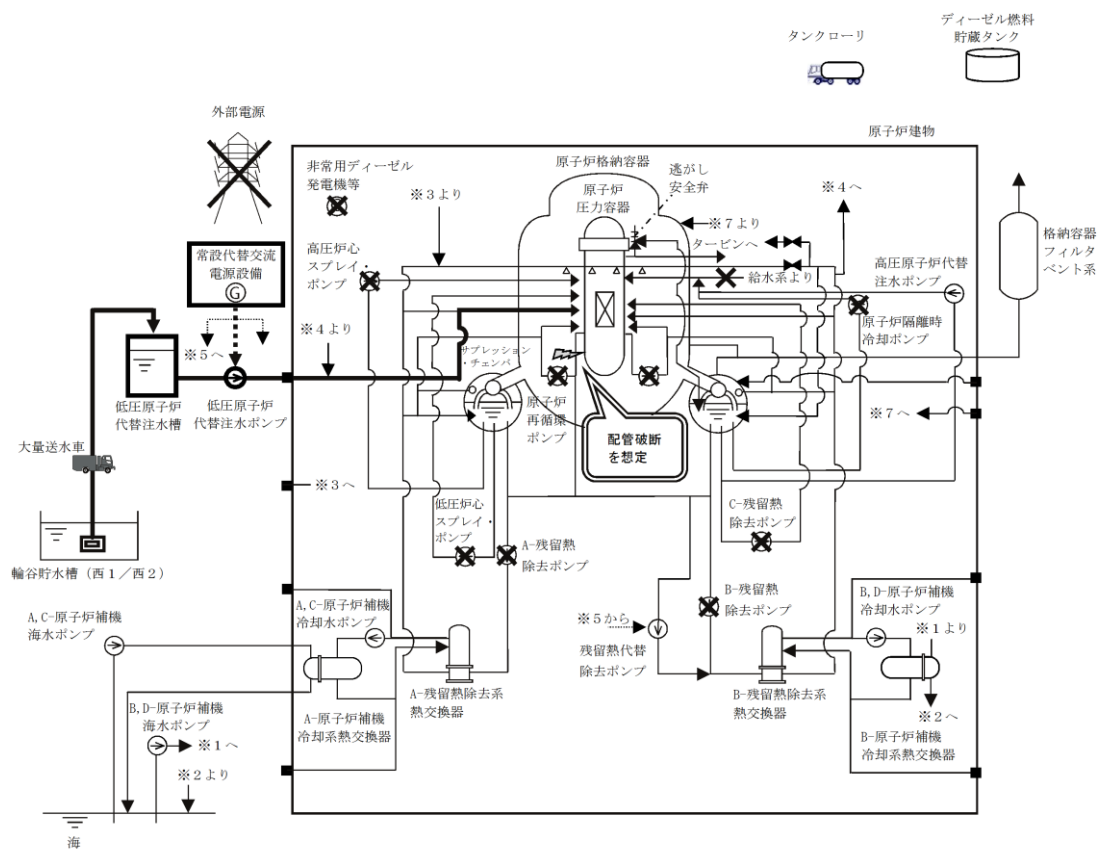 ディーゼル燃料
貯蔵タンク
タンクローリ
外部電源
原子炉建物
非常用ディーゼル
発電機等
※3より
原子炉格納容器
原子炉
圧力容器
逃がし
安全弁
※4へ
※7より
タービンへ
格納容器
フィルタ
ベント系
常設代替交流
電源設備
G
高圧炉心
スプレイ・
ポンプ
給水系より
高圧原子炉代替
注水ポンプ
原子炉隔離時
冷却ポンプ
※4より
※5へ
サプレッション
・チェンバ
低圧原子炉
代替注水槽
低圧原子炉
代替注水ポンプ
原子炉
再循環
ポンプ
配管破断
を想定
※7へ
大量送水車
※3へ
低圧炉心
スプレイ・
ポンプ
C-残留熱
除去ポンプ
A-残留熱
除去ポンプ
輪谷貯水槽(西1/西2)
B-残留熱
除去ポンプ
A,C-原子炉補機
海水ポンプ
A,C-原子炉補機
冷却水ポンプ
※5から
残留熱代替
除去ポンプ
B,D-原子炉補機
冷却水ポンプ
※1より
A-残留熱除去系
熱交換器
B-残留熱除去系
熱交換器
※2へ
B,D-原子炉補機
海水ポンプ
※1へ
A-原子炉補機
冷却系熱交換器
B-原子炉補機
冷却系熱交換器
※2より
海